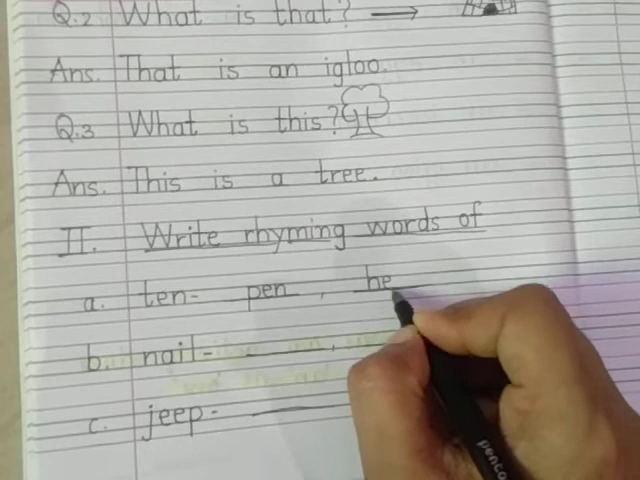 Q.2 What is that?
Ans. That is an igloo.
Q.3 What is this?
Ans. This is a tree.
II. Write rhyming words of
a. ten- pen, he
b. nail- ,
c. jeep-
penco